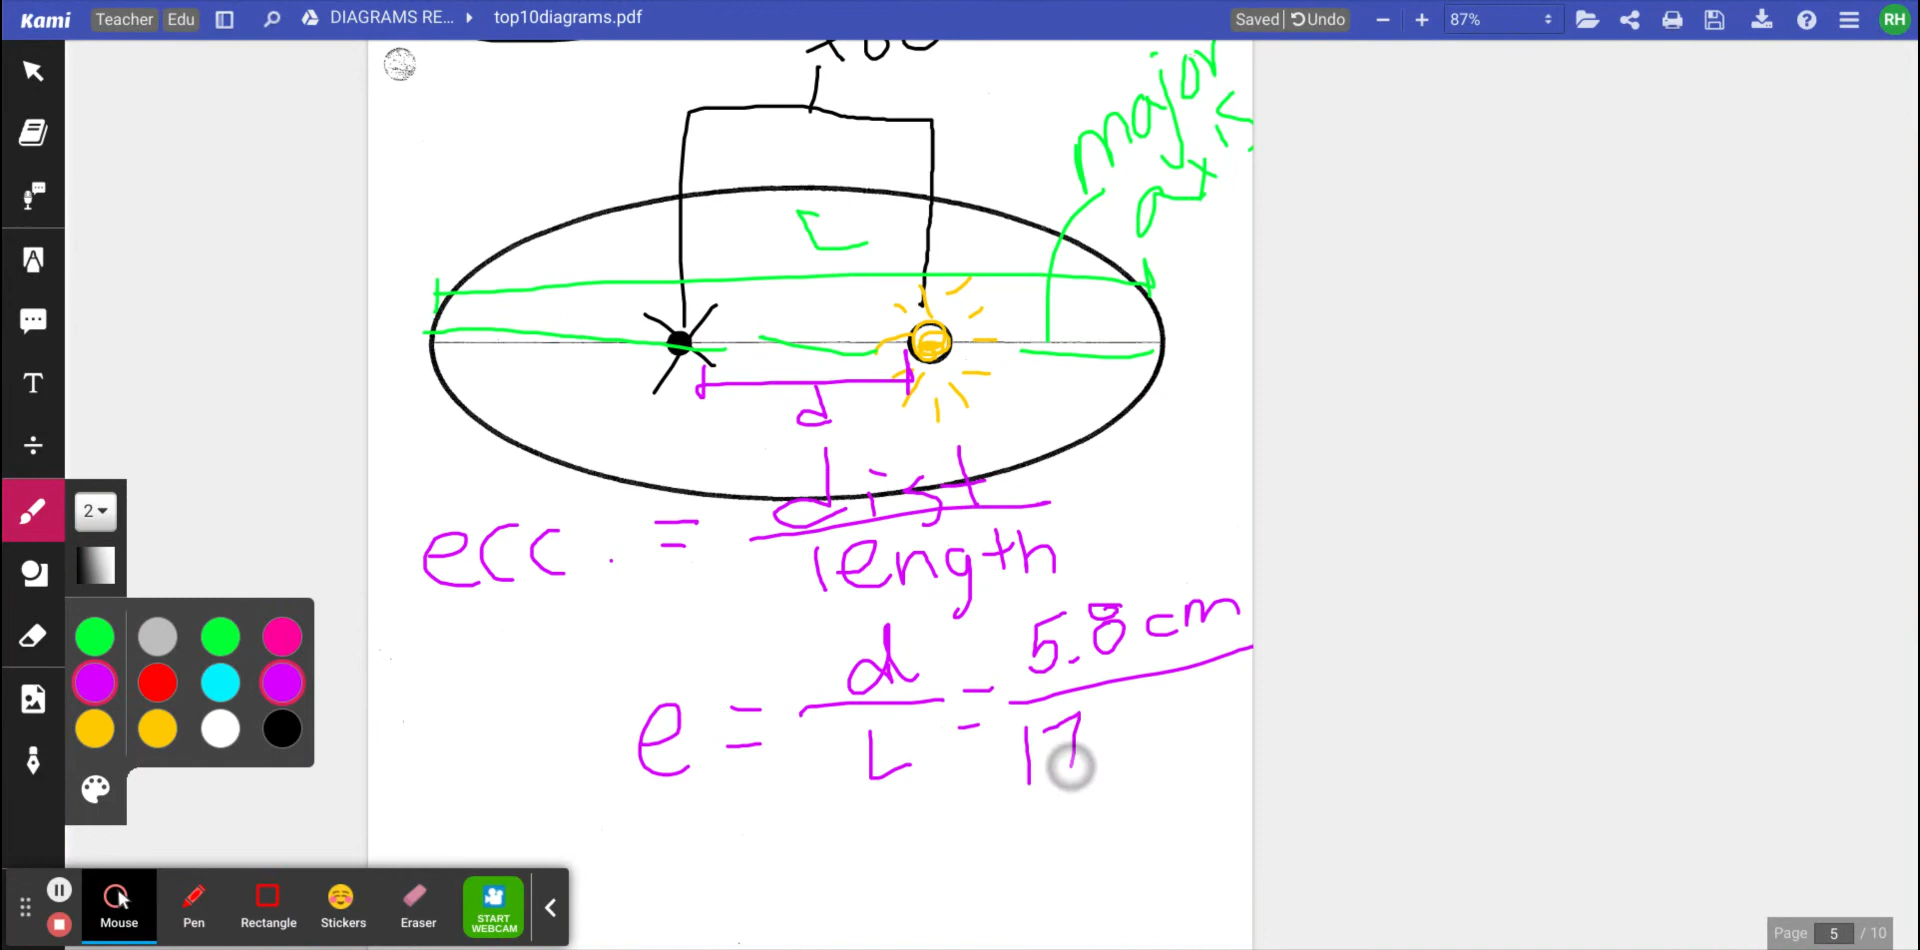 Kami Teacher Edu DIAGRAMS RE... top10diagrams.pdf Saved Undo 87% RH
major
axis
L
d
ecc. = dist
length
e = d = 5.8 cm
L 17
T
2
Mouse Pen Rectangle Stickers Eraser START WEBCAM
Page 5 / 10